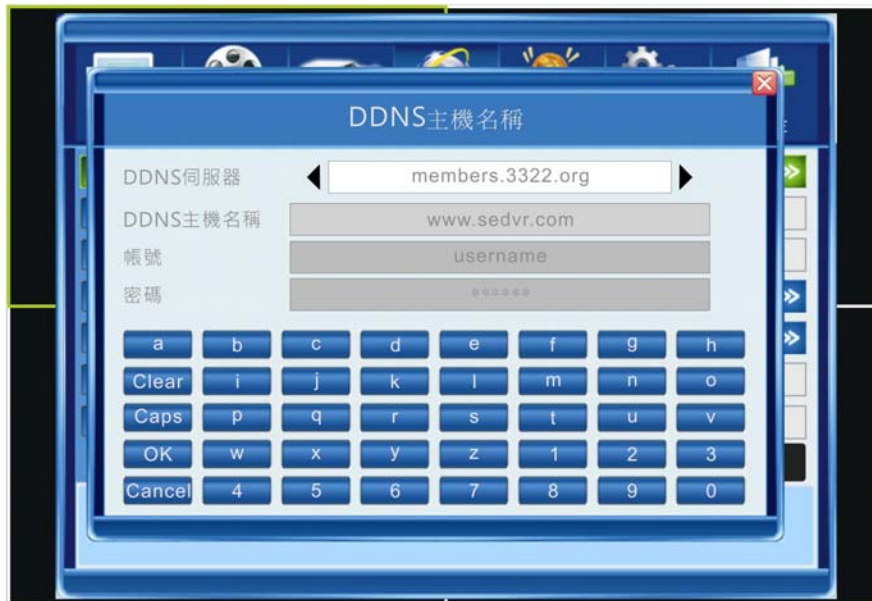 DDNS主機名稱
DDNS伺服器 members.3322.org
DDNS主機名稱 www.sedvr.com
帳號 username
密碼 ******
a b c d e f g h
Clear i j k l m n o
Caps p q r s t u v
OK w x y z 1 2 3
Cancel 4 5 6 7 8 9 0